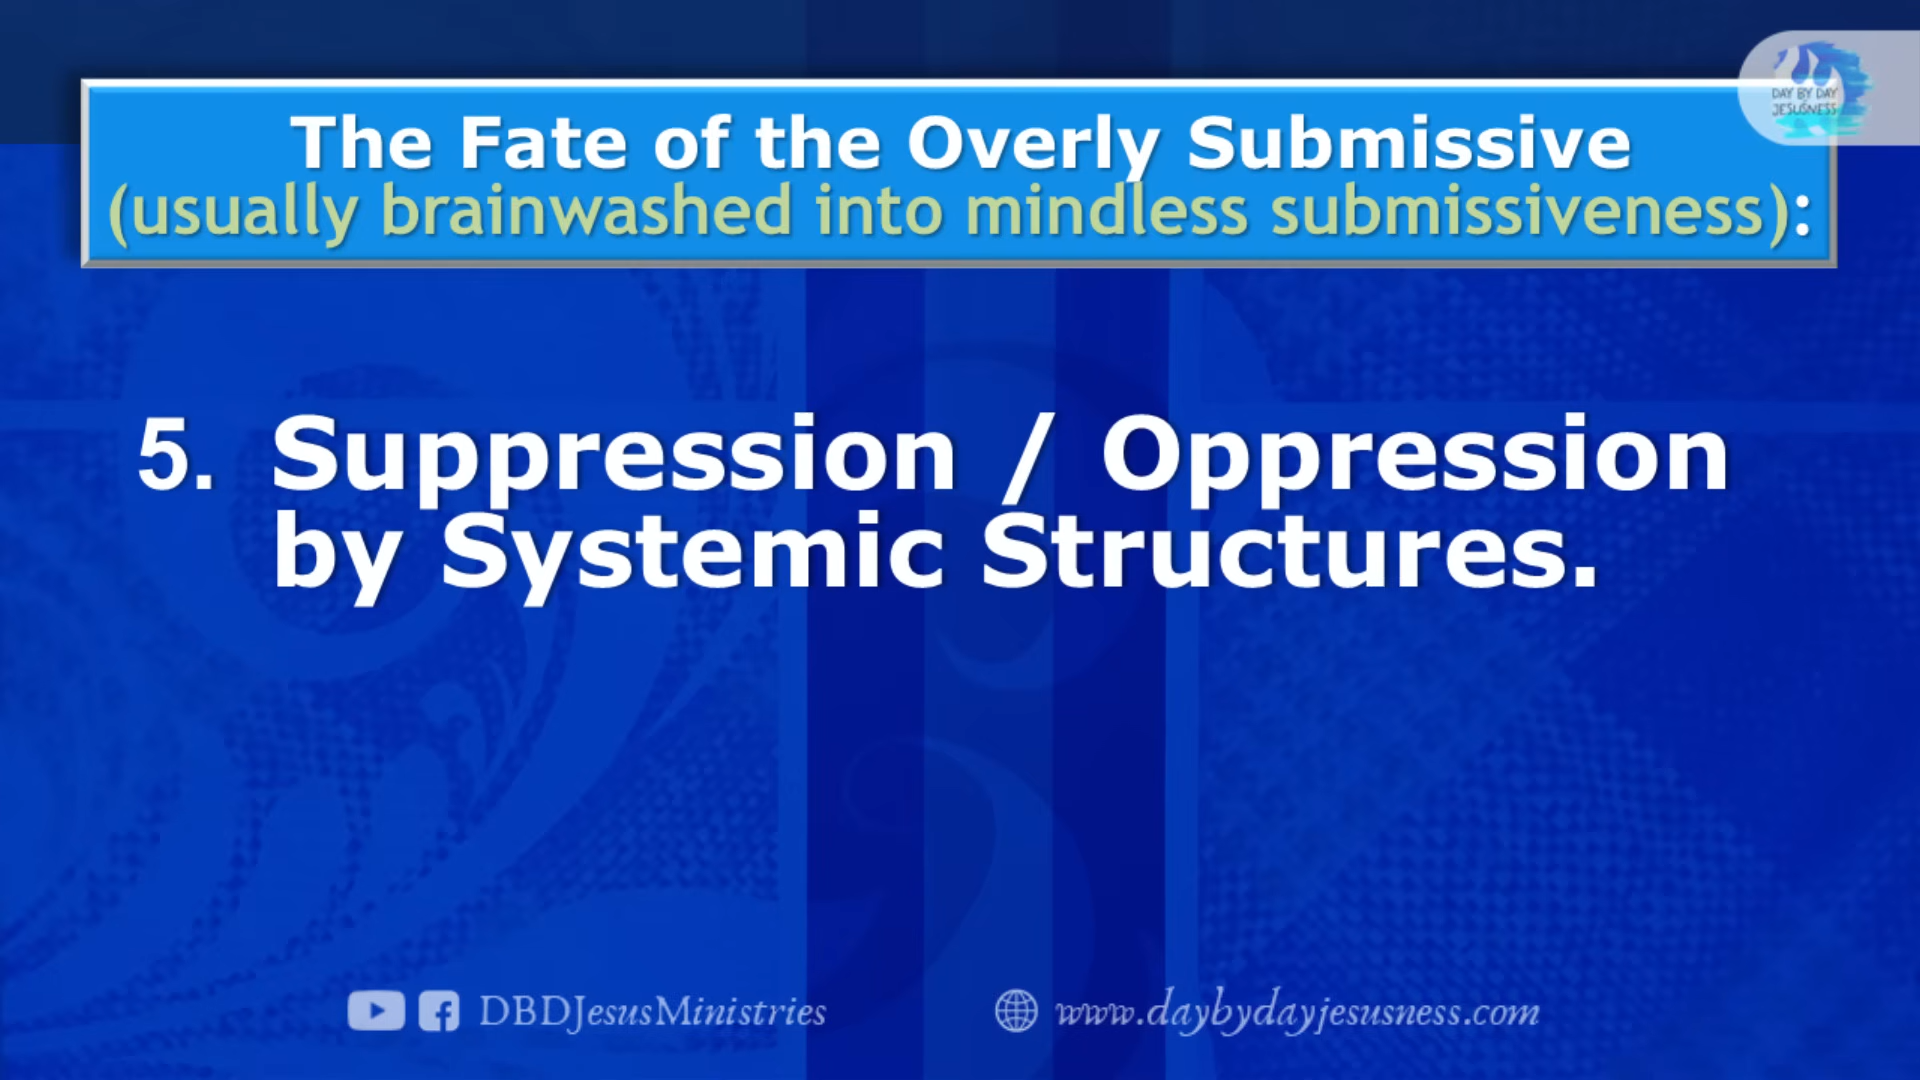 DAY BY DAY
JESUSNESS
The Fate of the Overly Submissive
(usually brainwashed into mindless submissiveness):
5. Suppression / Oppression
by Systemic Structures.
DBDJesusMinistries
www.daybydayjesusness.com